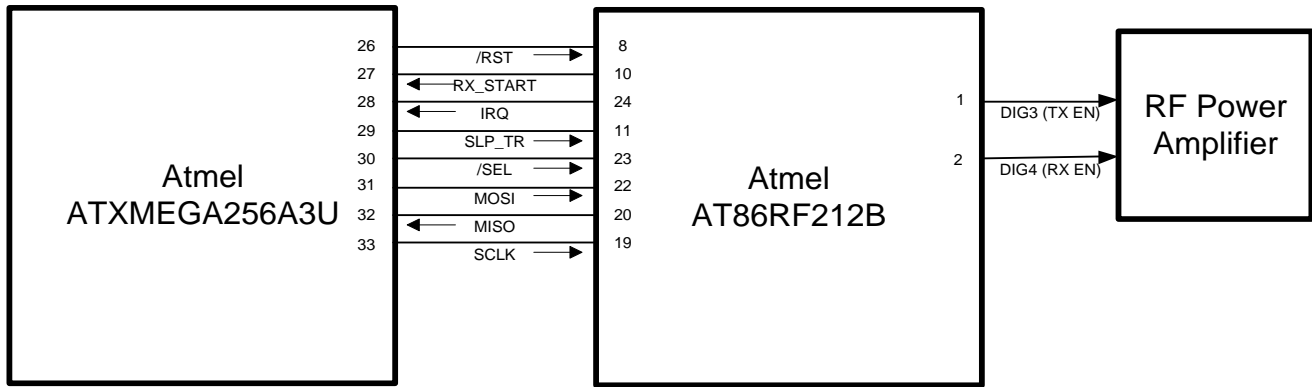 Atmel
ATXMEGA256A3U
26
27
28
29
30
31
32
33
/RST
RX_START
IRQ
SLP_TR
/SEL
MOSI
MISO
SCLK
8
10
24
11
23
22
20
19
Atmel
AT86RF212B
1
2
DIG3 (TX EN)
DIG4 (RX EN)
RF Power
Amplifier